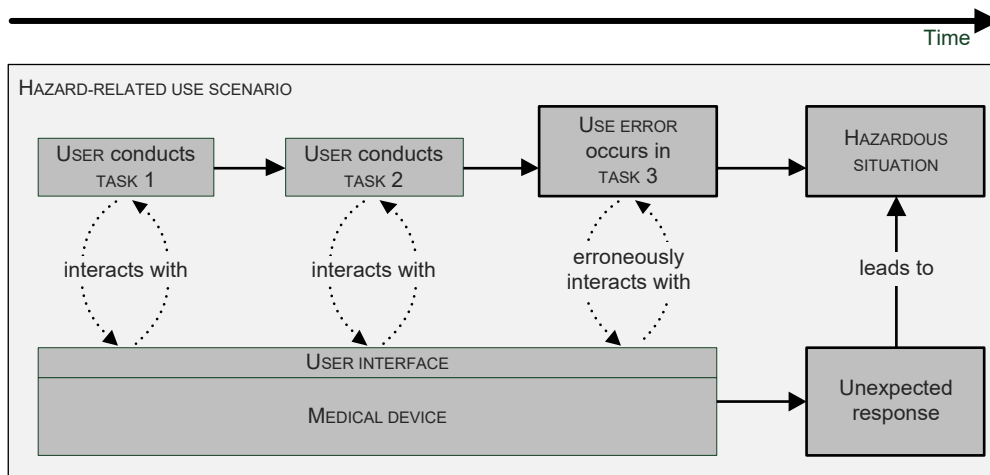 Time
HAZARD-RELATED USE SCENARIO
USER conducts
TASK 1
USER conducts
TASK 2
USE ERROR
occurs in
TASK 3
HAZARDOUS
SITUATION
interacts with
interacts with
erroneously
interacts with
leads to
USER INTERFACE
MEDICAL DEVICE
Unexpected
response